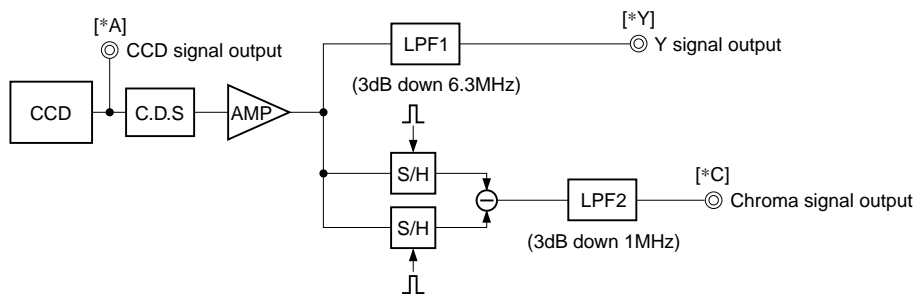 [*A]
CCD signal output
CCD
C.D.S
AMP
LPF1
(3dB down 6.3MHz)
[*Y]
Y signal output
S/H
S/H
LPF2
(3dB down 1MHz)
[*C]
Chroma signal output